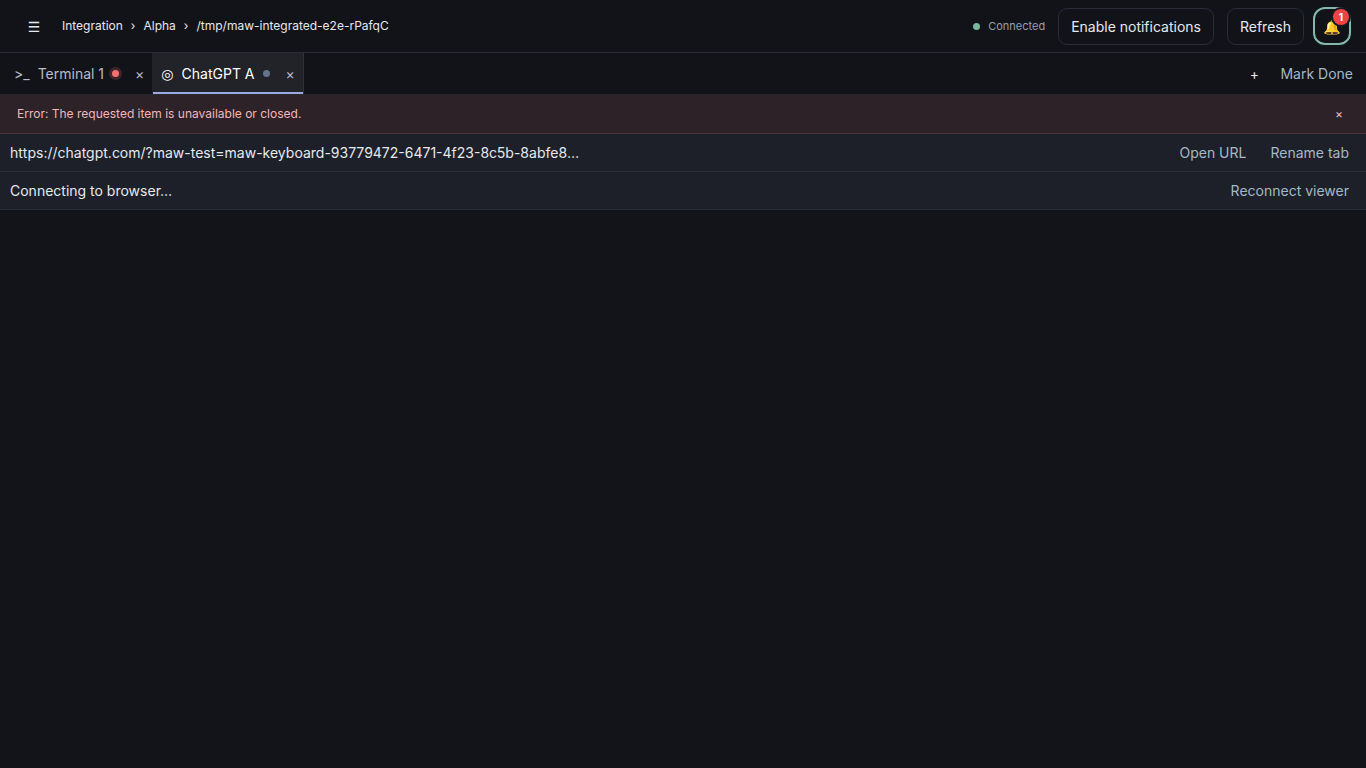 ☰ Integration › Alpha › /tmp/maw-integrated-e2e-rPafqC Connected Enable notifications Refresh 1
>_ Terminal 1 × ◎ ChatGPT A × + Mark Done
Error: The requested item is unavailable or closed. ×
https://chatgpt.com/?maw-test=maw-keyboard-93779472-6471-4f23-8c5b-8abfe8... Open URL Rename tab
Connecting to browser... Reconnect viewer